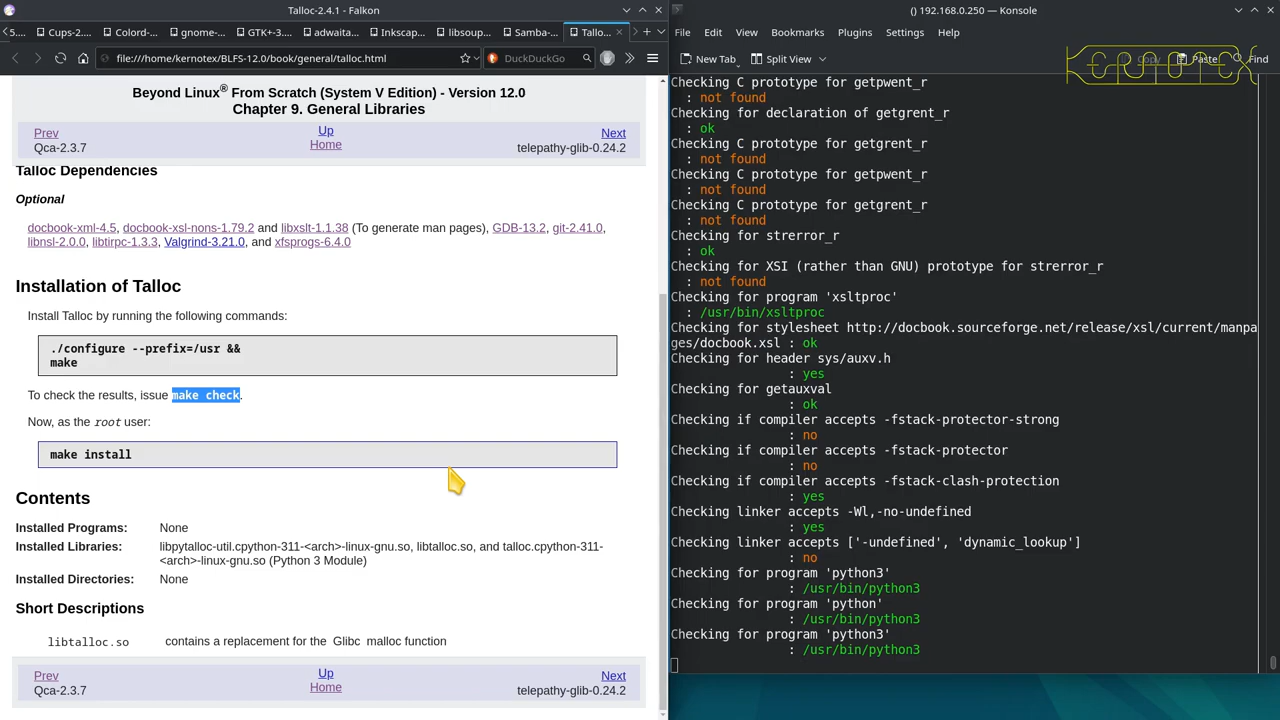 Talloc-2.4.1 - Falkon
5.... Cups-2.... Colord-... gnome-... GTK+-3.... adwaita... Inkscap... libsoup... Samba-... Tallo...
file:///home/kernotex/BLFS-12.0/book/general/talloc.html DuckDuckGo
Beyond Linux® From Scratch (System V Edition) - Version 12.0
Chapter 9. General Libraries
Prev Up Next
Qca-2.3.7 Home telepathy-glib-0.24.2
Talloc Dependencies
Optional
docbook-xml-4.5, docbook-xsl-nons-1.79.2 and libxslt-1.1.38 (To generate man pages), GDB-13.2, git-2.41.0,
libnsl-2.0.0, libtirpc-1.3.3, Valgrind-3.21.0, and xfsprogs-6.4.0
Installation of Talloc
Install Talloc by running the following commands:
./configure --prefix=/usr &&
make
To check the results, issue make check.
Now, as the root user:
make install
Contents
Installed Programs: None
Installed Libraries: libpytalloc-util.cpython-311-<arch>-linux-gnu.so, libtalloc.so, and talloc.cpython-311-
<arch>-linux-gnu.so (Python 3 Module)
Installed Directories: None
Short Descriptions
libtalloc.so contains a replacement for the Glibc malloc function
Prev Up Next
Qca-2.3.7 Home telepathy-glib-0.24.2
() 192.168.0.250 — Konsole
File Edit View Bookmarks Plugins Settings Help
New Tab Split View Copy Paste Find
Checking C prototype for getpwent_r
: not found
Checking for declaration of getgrent_r
: ok
Checking C prototype for getgrent_r
: not found
Checking C prototype for getpwent_r
: not found
Checking C prototype for getgrent_r
: not found
Checking for strerror_r
: ok
Checking for XSI (rather than GNU) prototype for strerror_r
: not found
Checking for program 'xsltproc'
: /usr/bin/xsltproc
Checking for stylesheet http://docbook.sourceforge.net/release/xsl/current/manpa
ges/docbook.xsl : ok
Checking for header sys/auxv.h
: yes
Checking for getauxval
: ok
Checking if compiler accepts -fstack-protector-strong
: no
Checking if compiler accepts -fstack-protector
: no
Checking if compiler accepts -fstack-clash-protection
: yes
Checking linker accepts -Wl,-no-undefined
: yes
Checking linker accepts ['-undefined', 'dynamic_lookup']
: no
Checking for program 'python3'
: /usr/bin/python3
Checking for program 'python'
: /usr/bin/python3
Checking for program 'python3'
: /usr/bin/python3